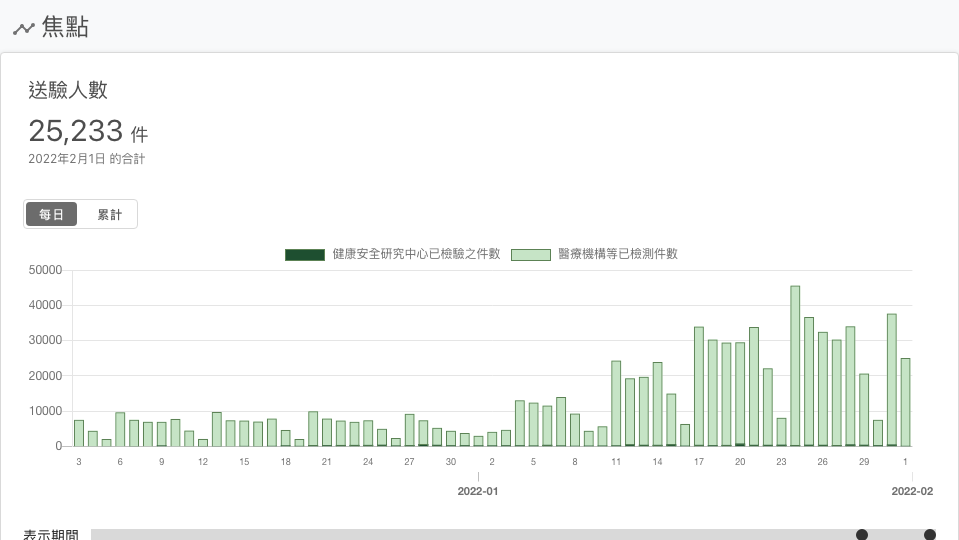 焦點
送驗人數
25,233 件
2022年2月1日 的合計
每日 累計
健康安全研究中心已檢驗之件數 醫療機構等已檢測件數
50000
40000
30000
20000
10000
0
3 6 9 12 15 18 21 24 27 30 2 5 8 11 14 17 20 23 26 29 1
2022-01 2022-02
表示期間